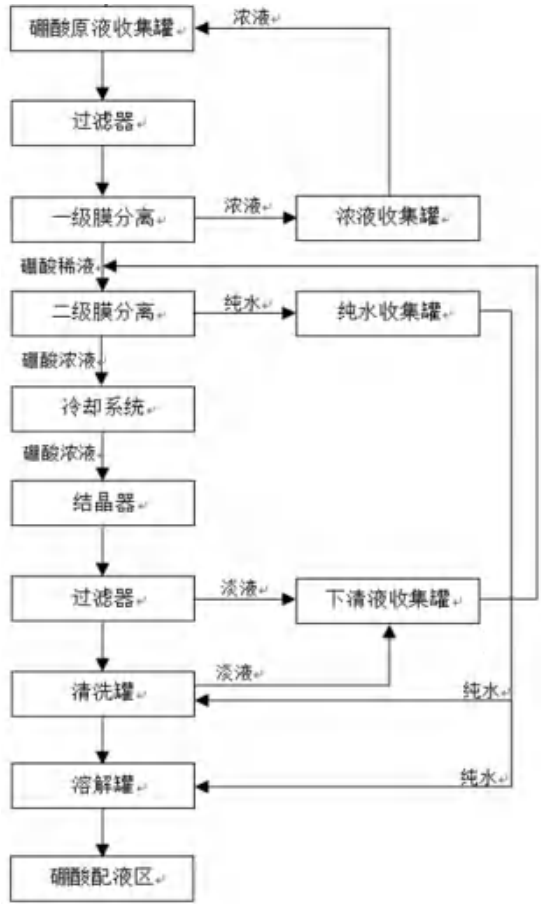 浓液
硼酸原液收集罐
过滤器
一级膜分离
浓液
浓液收集罐
硼酸稀液
二级膜分离
纯水
纯水收集罐
硼酸浓液
冷却系统
硼酸浓液
结晶器
过滤器
淡液
下清液收集罐
清洗罐
淡液
纯水
溶解罐
纯水
硼酸配液区